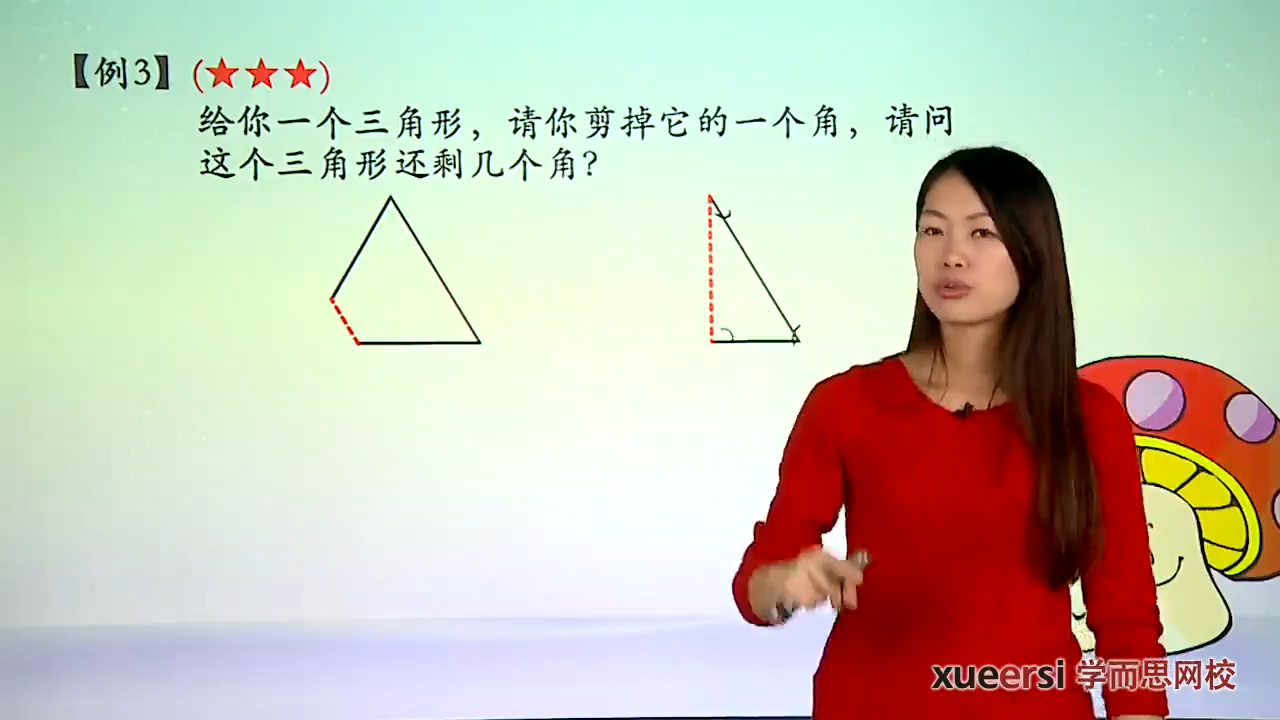 【例3】(★★★)
给你一个三角形，请你剪掉它的一个角，请问
这个三角形还剩几个角?
xueersi 学而思网校